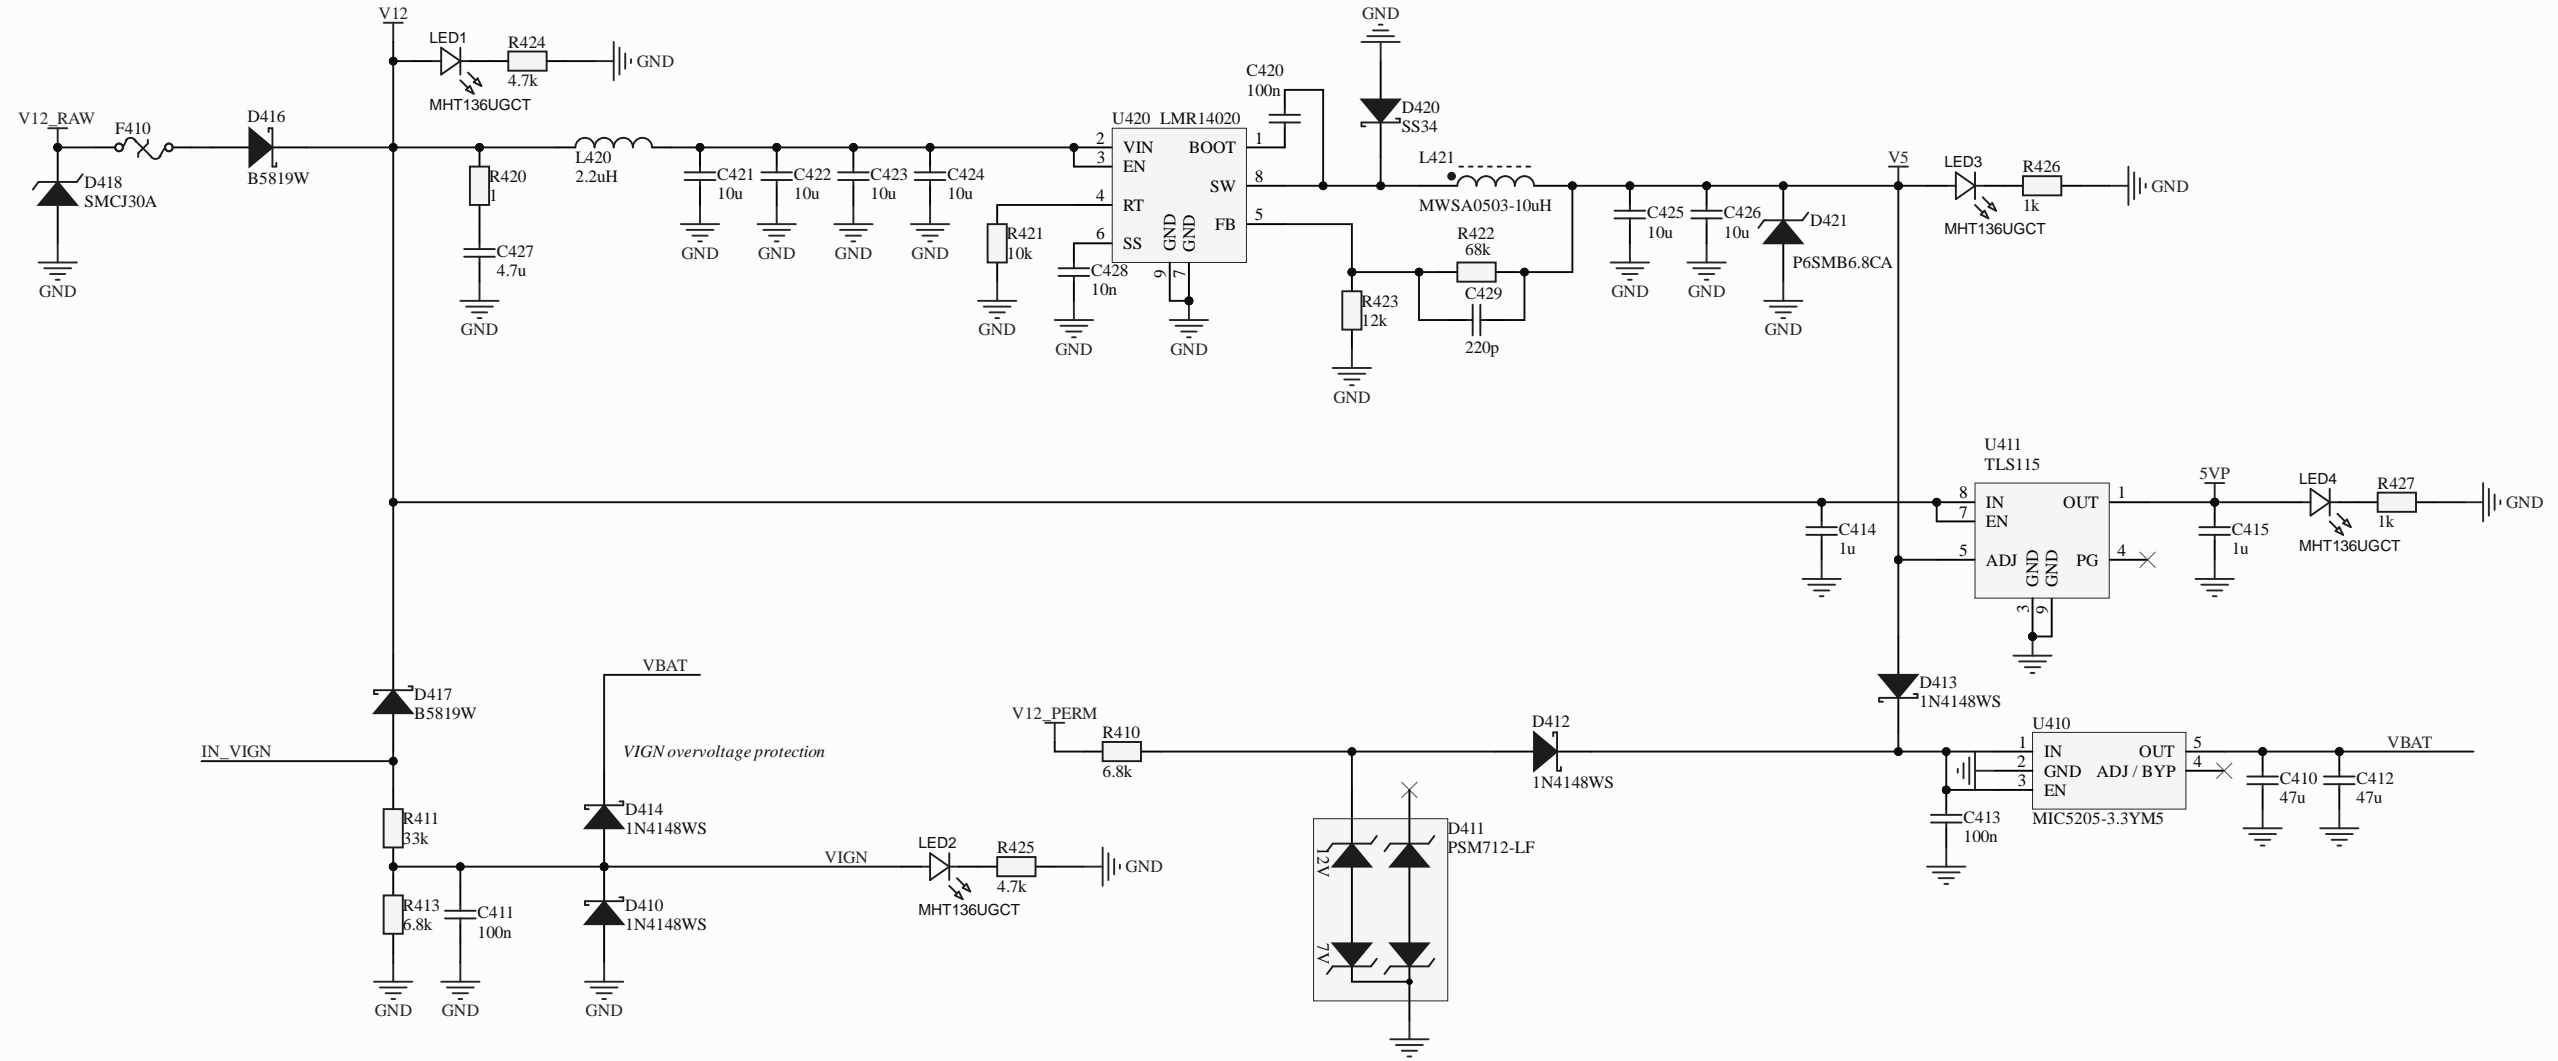 V12
LED1
R424
4.7k
GND
MHT136UGCT
V12_RAW
F410
D416
B5819W
D418
SMCJ30A
GND
R420
1
C427
4.7u
GND
L420
2.2uH
C421
10u
GND
C422
10u
GND
C423
10u
GND
C424
10u
GND
U420 LMR14020
2
VIN
3
EN
4
RT
6
SS
BOOT
1
SW
8
FB
5
GND
GND
9
7
GND
R421
10k
GND
C428
10n
GND
C420
100n
GND
D420
SS34
L421
MWSA0503-10uH
R422
68k
C429
220p
R423
12k
GND
C425
10u
GND
C426
10u
GND
D421
P6SMB6.8CA
GND
V5
LED3
R426
1k
GND
MHT136UGCT
U411
TLS115
8
IN
7
EN
5
ADJ
OUT
1
PG
4
GND
GND
3
9
C414
1u
5VP
C415
1u
LED4
R427
1k
GND
MHT136UGCT
D417
B5819W
IN_VIGN
R411
33k
R413
6.8k
GND
C411
100n
GND
VBAT
VIGN overvoltage protection
D414
1N4148WS
D410
1N4148WS
GND
VIGN
LED2
R425
4.7k
GND
MHT136UGCT
V12_PERM
R410
6.8k
D411
PSM712-LF
12V
7V
D412
1N4148WS
D413
1N4148WS
U410
1
IN
2
GND
3
EN
OUT
5
ADJ / BYP
4
MIC5205-3.3YM5
C413
100n
VBAT
C410
47u
C412
47u